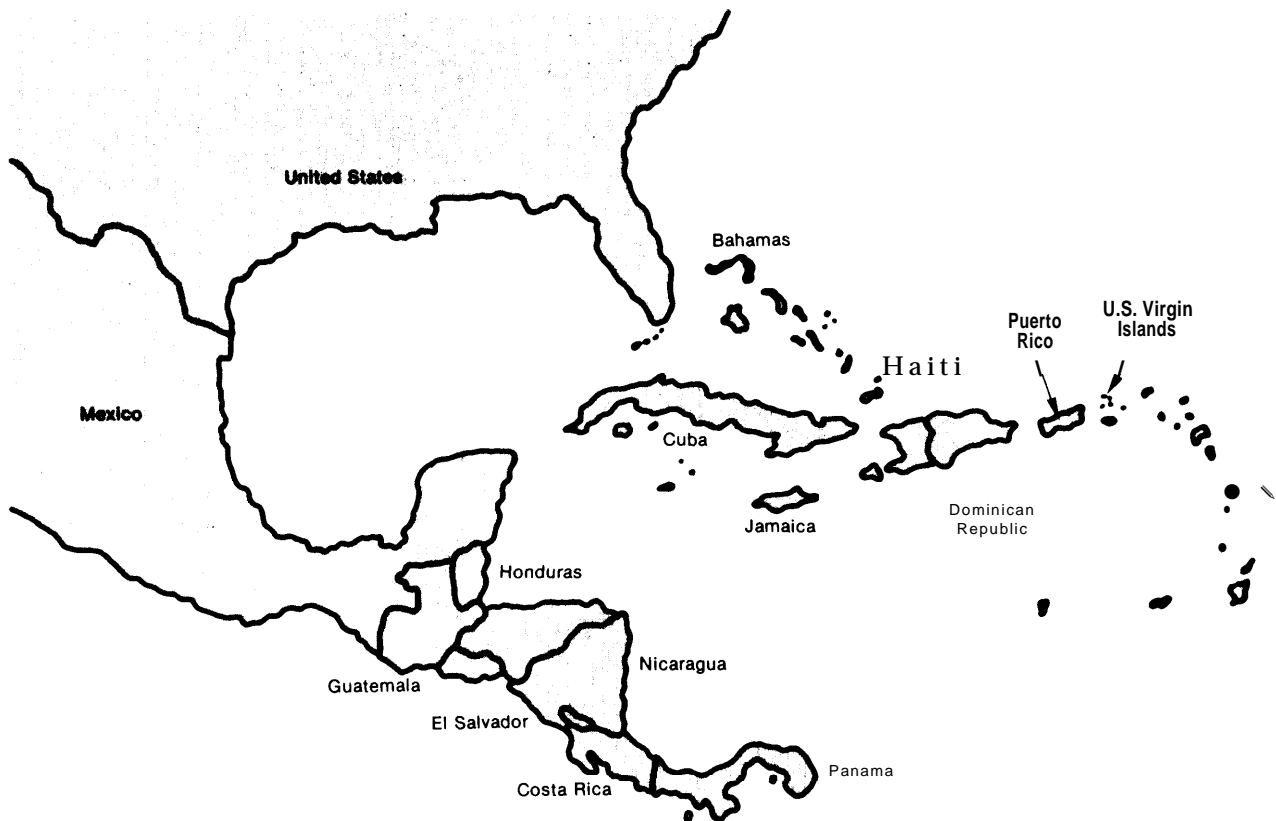 United States
Bahamas
U.S. Virgin
Islands
Puerto
Rico
Haiti
Mexico
Cuba
Dominican
Republic
Jamaica
Honduras
Nicaragua
Guatemala
El Salvador
Panama
Costa Rica